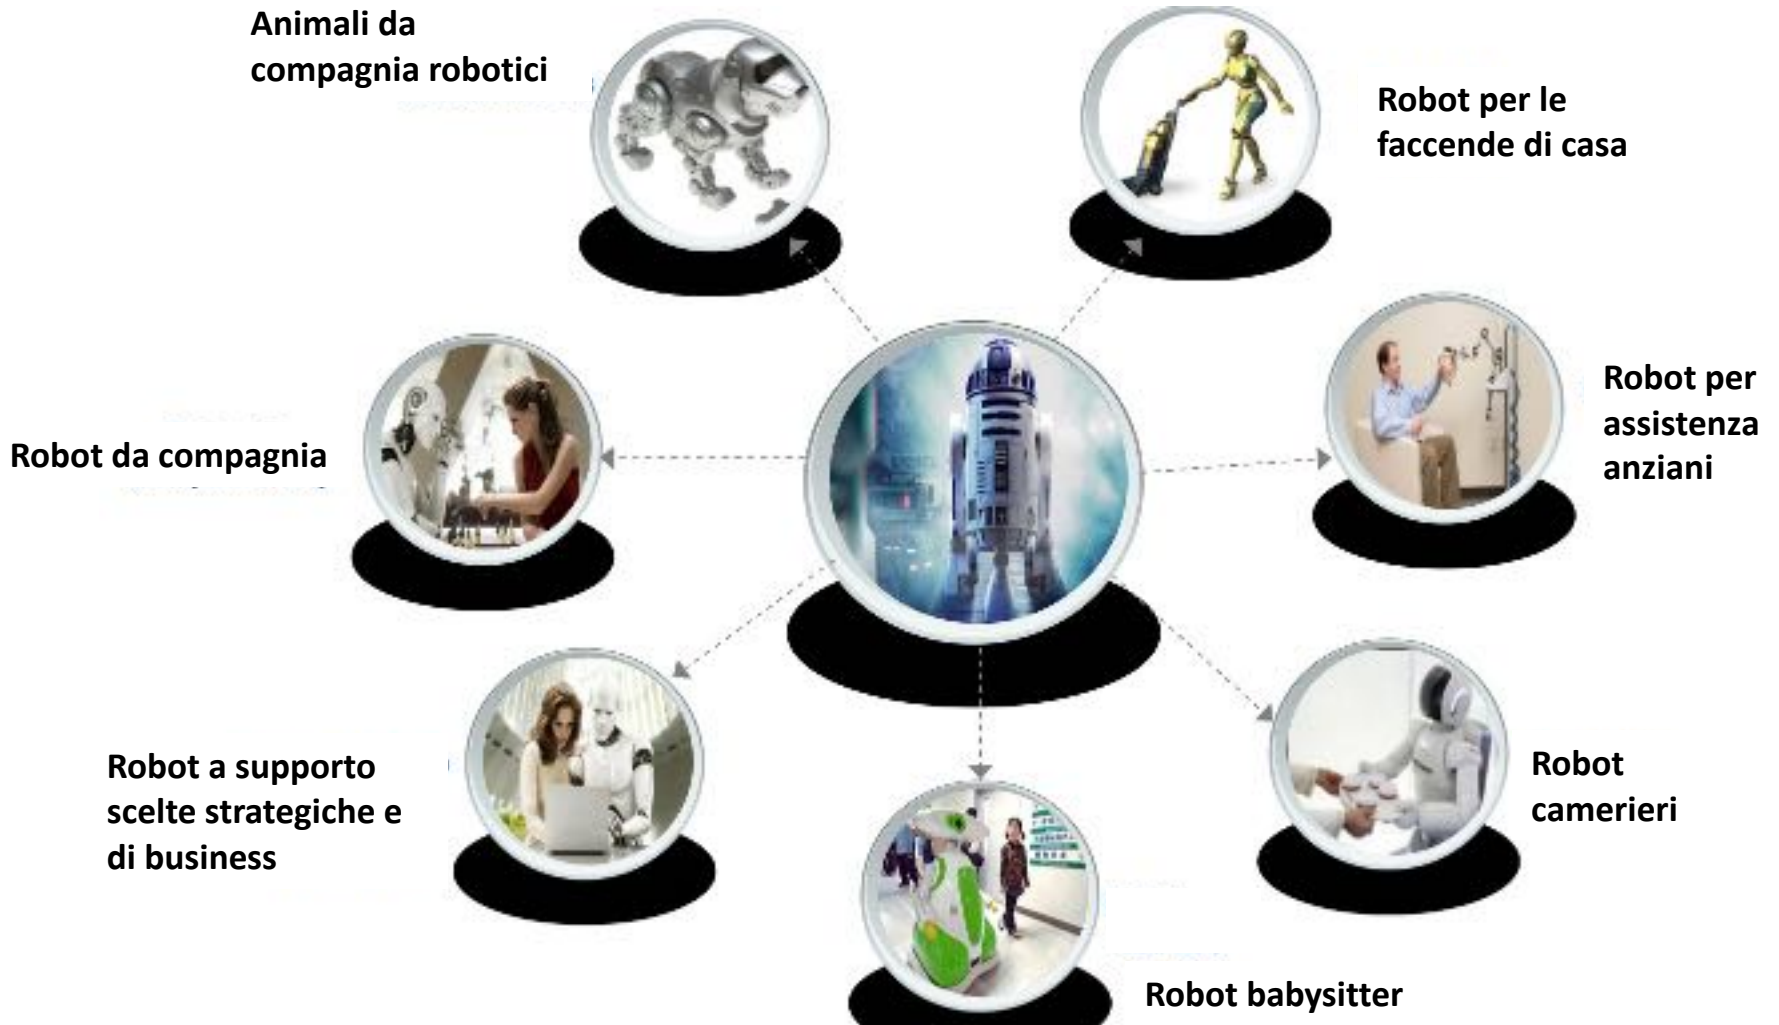 Animali da
compagnia robotici
Robot per le
faccende di casa
Robot per
assistenza
anziani
Robot da compagnia
Robot a supporto
scelte strategiche e
di business
Robot
camerieri
Robot babysitter